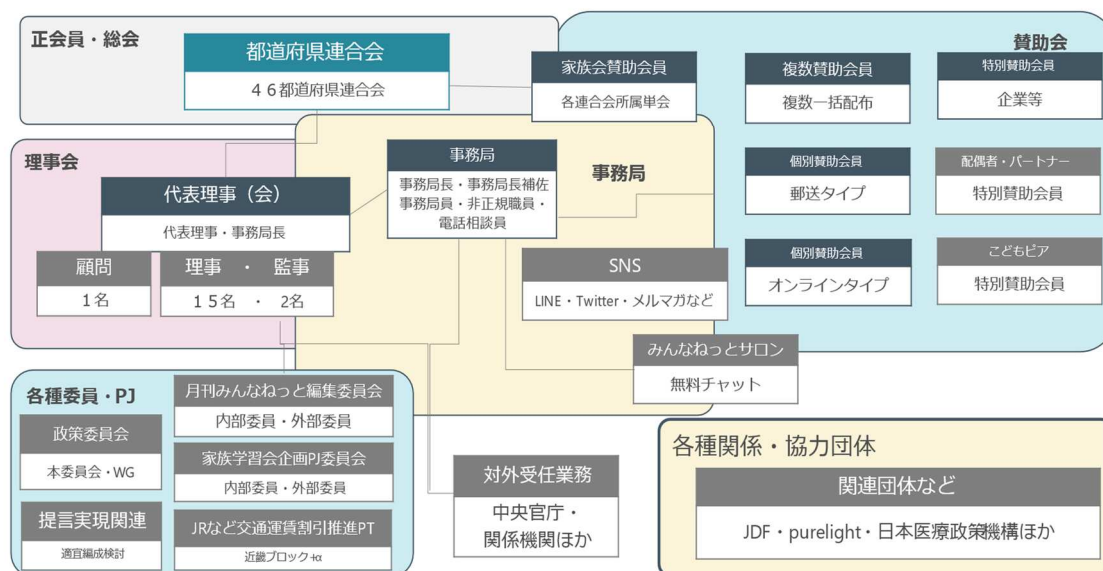 正会員・総会
都道府県連合会
４６都道府県連合会
賛助会
家族会賛助会員
各連合会所属単会
複数賛助会員
複数一括配布
特別賛助会員
企業等
個別賛助会員
郵送タイプ
配偶者・パートナー
特別賛助会員
個別賛助会員
オンラインタイプ
こどもピア
特別賛助会員
理事会
代表理事（会）
代表理事・事務局長
顧問
1名
理事　・　監事
１５名　・　2名
事務局
事務局
事務局長・事務局長補佐
事務局員・非正規職員・
電話相談員
SNS
LINE・Twitter・メルマガなど
みんなねっとサロン
無料チャット
各種委員・PJ
政策委員会
本委員会・WG
提言実現関連
適宜編成検討
月刊みんなねっと編集委員会
内部委員・外部委員
家族学習会企画PJ委員会
内部委員・外部委員
JRなど交通運賃割引推進PT
近畿ブロック+α
対外受任業務
中央官庁・
関係機関ほか
各種関係・協力団体
関連団体など
JDF・purelight・日本医療政策機構ほか